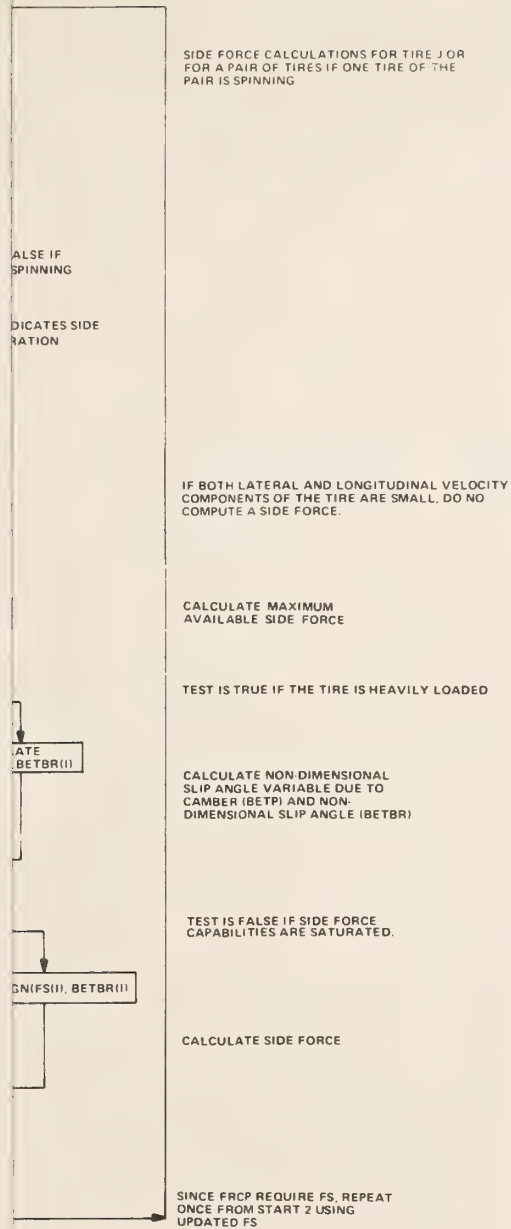 SIDE FORCE CALCULATIONS FOR TIRE J OR
FOR A PAIR OF TIRES IF ONE TIRE OF THE
PAIR IS SPINNING
ALSE IF
SPINNING
DICATES SIDE
RATION
IF BOTH LATERAL AND LONGITUDINAL VELOCITY
COMPONENTS OF THE TIRE ARE SMALL, DO NO
COMPUTE A SIDE FORCE.
CALCULATE MAXIMUM
AVAILABLE SIDE FORCE
TEST IS TRUE IF THE TIRE IS HEAVILY LOADED
LATE
, BETBR(I)
CALCULATE NON-DIMENSIONAL
SLIP ANGLE VARIABLE DUE TO
CAMBER (BETP) AND NON-
DIMENSIONAL SLIP ANGLE (BETBR)
TEST IS FALSE IF SIDE FORCE
CAPABILITIES ARE SATURATED.
GN(FS(I), BETBR(I)
CALCULATE SIDE FORCE
SINCE FRCP REQUIRE FS, REPEAT
ONCE FROM START 2 USING
UPDATED FS